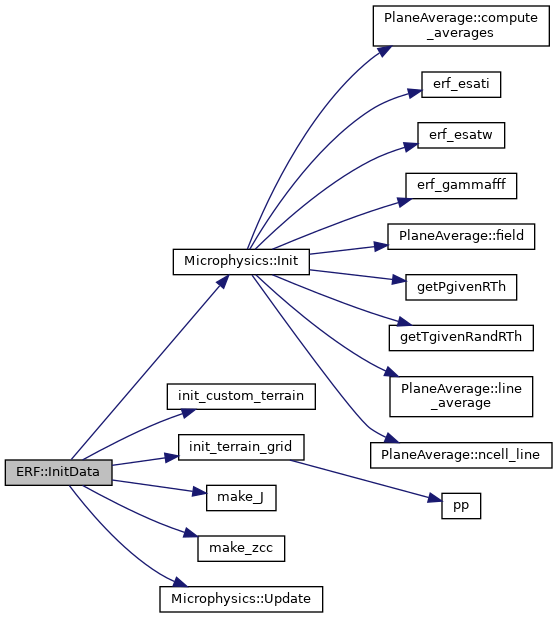 PlaneAverage::compute
_averages
erf_esati
erf_esatw
erf_gammafff
PlaneAverage::field
Microphysics::Init
getPgivenRTh
getTgivenRandRTh
PlaneAverage::line
_average
init_custom_terrain
init_terrain_grid
PlaneAverage::ncell_line
ERF::InitData
make_J
pp
make_zcc
Microphysics::Update